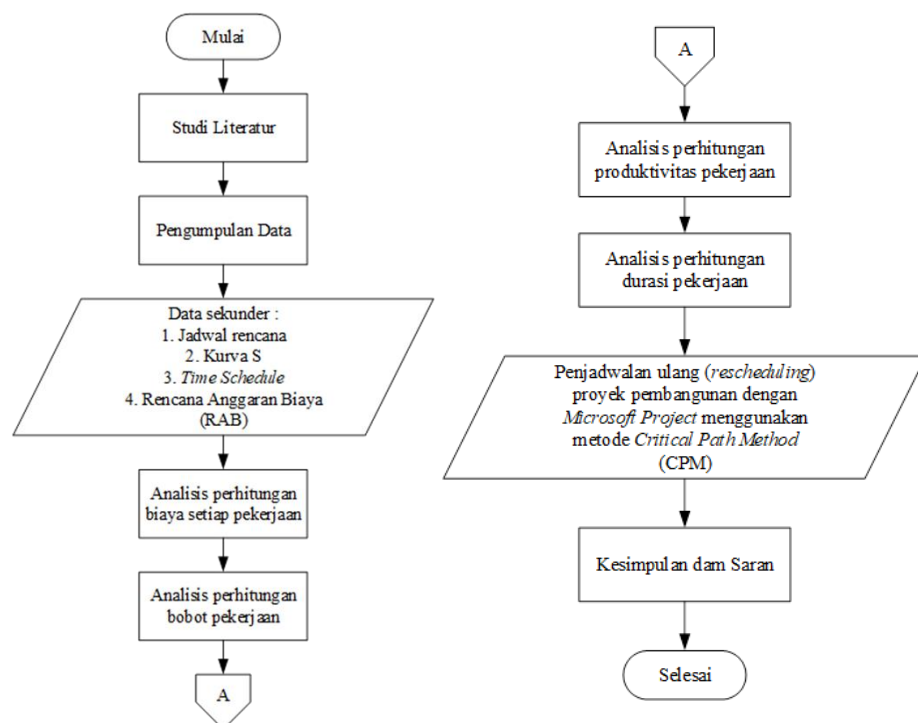 Mulai
Studi Literatur
Pengumpulan Data
Data sekunder :
1. Jadwal rencana
2. Kurva S
3. Time Schedule
4. Rencana Anggaran Biaya
(RAB)
Analisis perhitungan
biaya setiap pekerjaan
Analisis perhitungan
bobot pekerjaan
A
A
Analisis perhitungan
produktivitas pekerjaan
Analisis perhitungan
durasi pekerjaan
Penjadwalan ulang (rescheduling)
proyek pembangunan dengan
Microsoft Project menggunakan
metode Critical Path Method
(CPM)
Kesimpulan dam Saran
Selesai